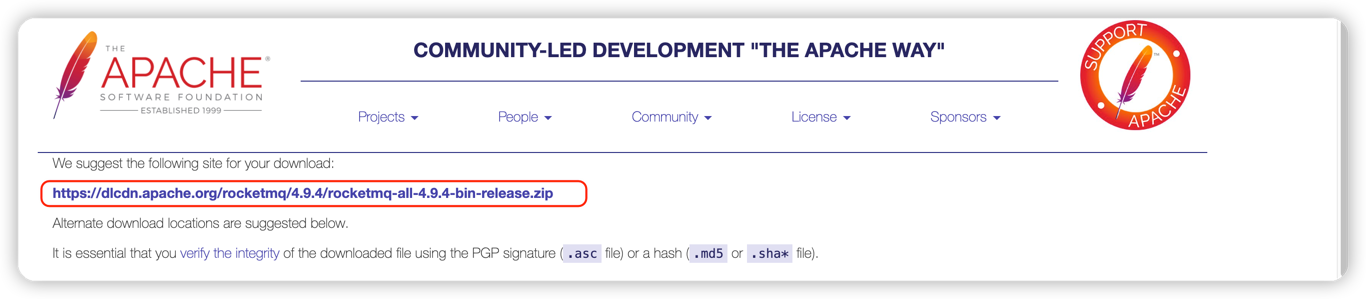 THE
APACHE®
SOFTWARE FOUNDATION
ESTABLISHED 1999
COMMUNITY-LED DEVELOPMENT "THE APACHE WAY"
SUPPORT
APACHE
Projects
People
Community
License
Sponsors
We suggest the following site for your download:
https://dlcdn.apache.org/rocketmq/4.9.4/rocketmq-all-4.9.4-bin-release.zip
Alternate download locations are suggested below.
It is essential that you verify the integrity of the downloaded file using the PGP signature (.asc file) or a hash (.md5 or .sha* file).